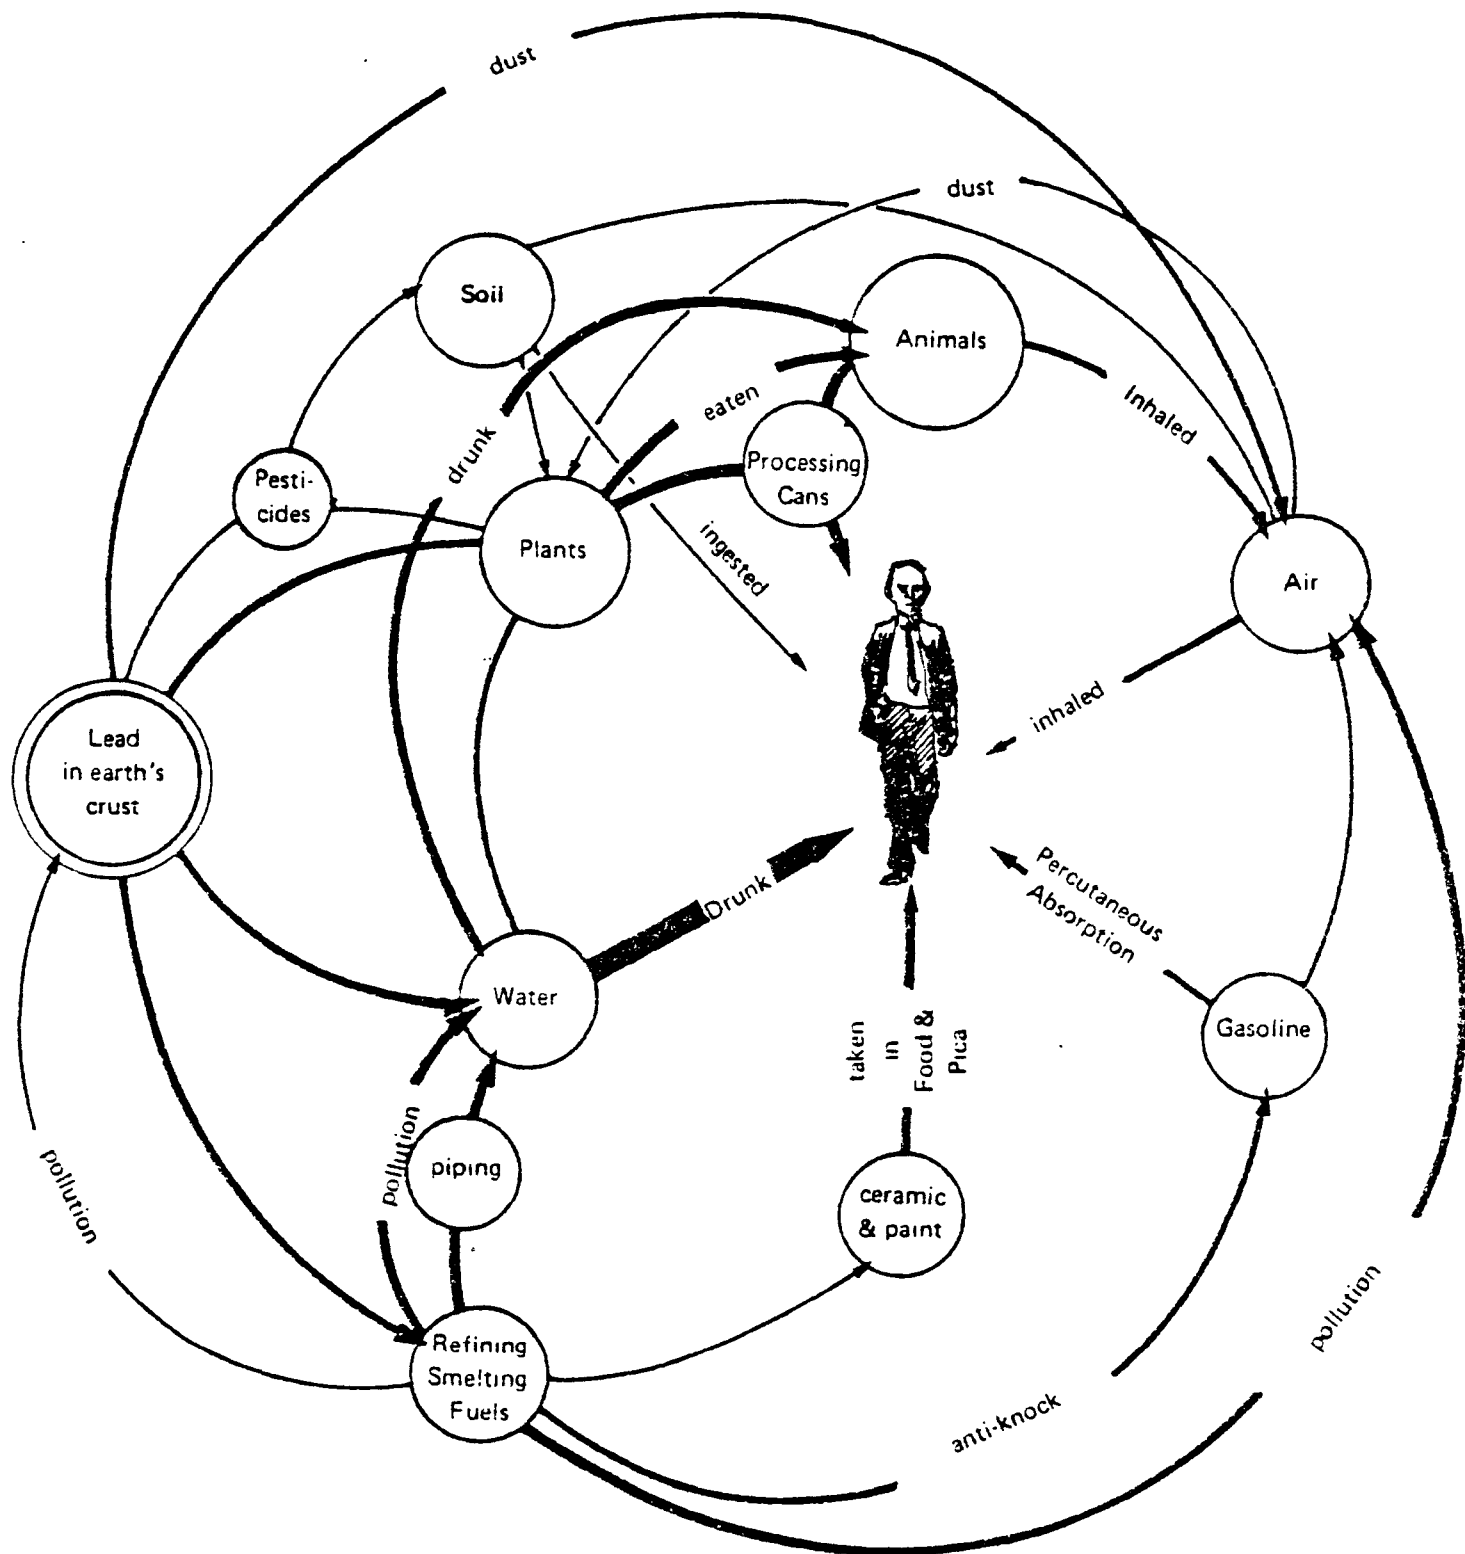 dust
dust
Soil
Animals
eaten
Inhaled
drunk
Processing
Cans
Pesti-
cides
Plants
ingested
Air
Lead
in earth's
crust
inhaled
Percutaneous
Absorption
Drunk
Water
Gasoline
taken
in
Food &
Pica
pollution
pollution
piping
ceramic
& paint
pollution
Refining
Smelting
Fuels
anti-knock